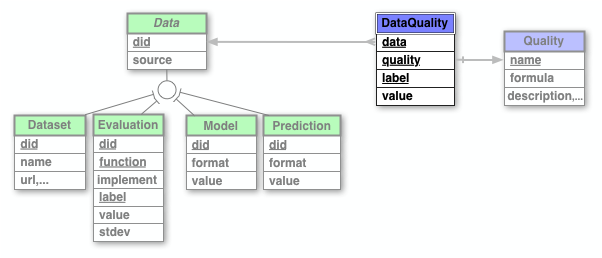 Data
did
source
DataQuality
data
quality
label
value
Quality
name
formula
description,...
Dataset
did
name
url,...
Evaluation
did
function
implement
label
value
stdev
Model
did
format
value
Prediction
did
format
value